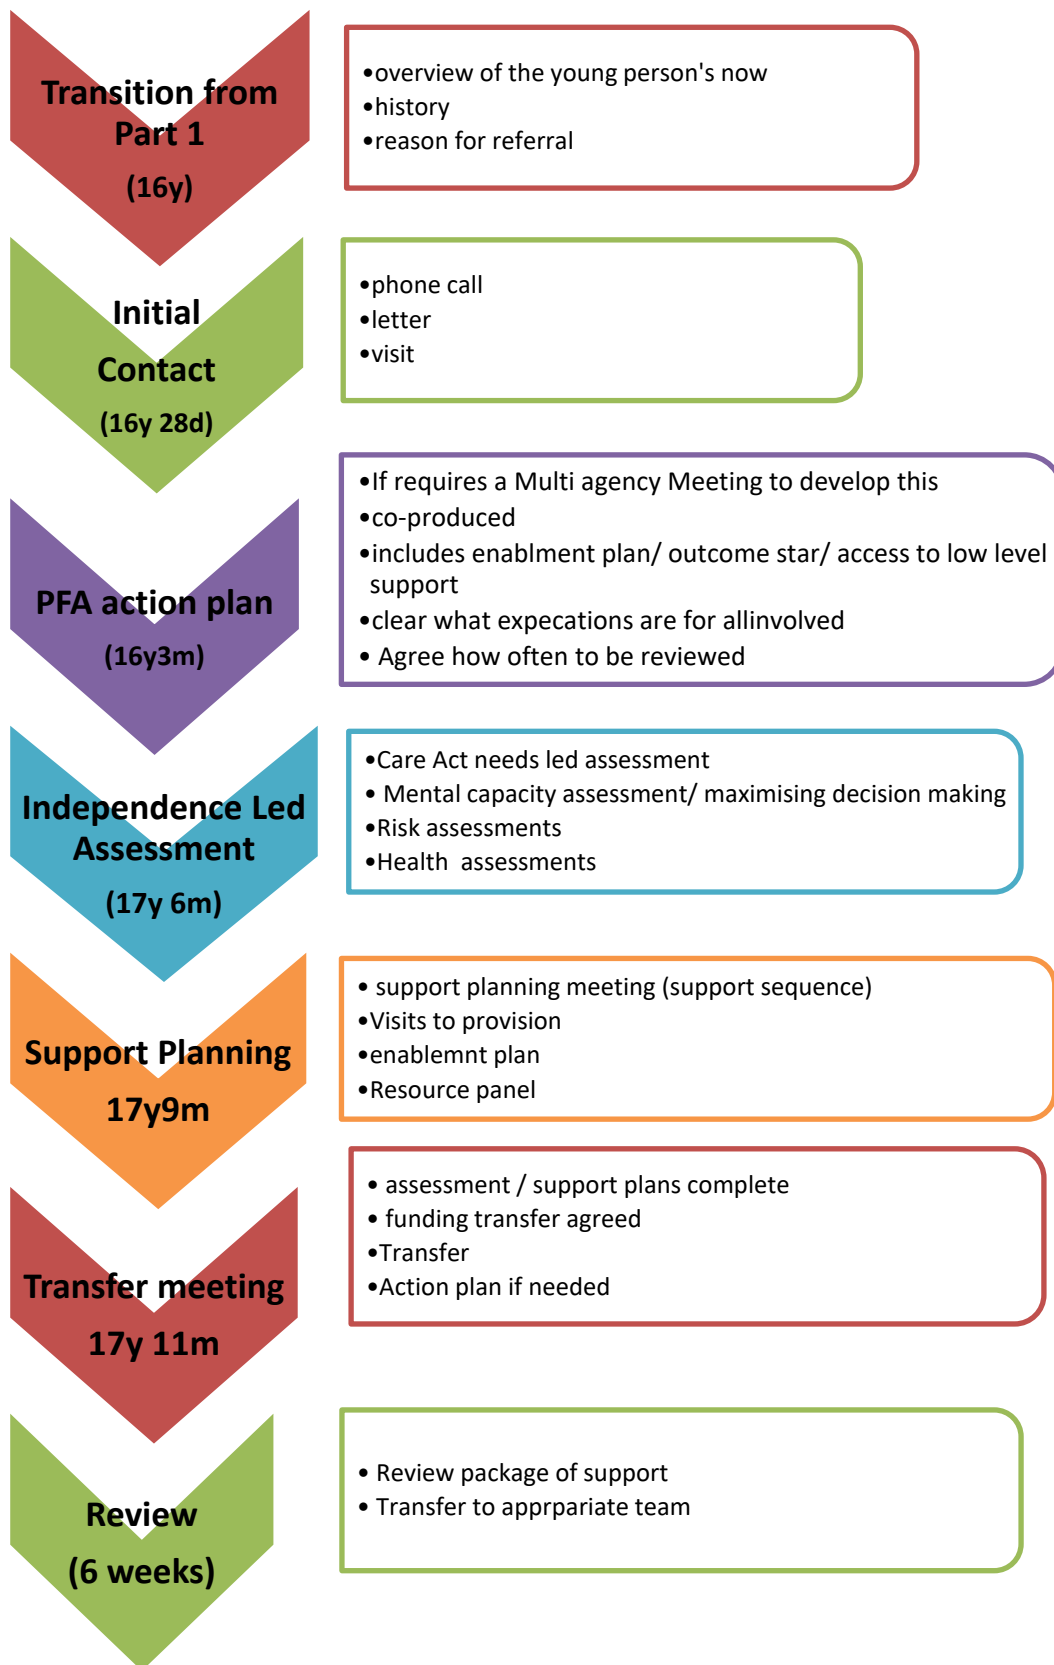 Transition from
Part 1
(16y)
•overview of the young person's now
•history
•reason for referral
Initial
Contact
(16y 28d)
•phone call
•letter
•visit
PFA action plan
(16y3m)
•If requires a Multi agency Meeting to develop this
•co-produced
•includes enablment plan/ outcome star/ access to low level
support
•clear what expecations are for allinvolved
• Agree how often to be reviewed
Independence Led
Assessment
(17y 6m)
•Care Act needs led assessment
• Mental capacity assessment/ maximising decision making
•Risk assessments
•Health assessments
Support Planning
17y9m
• support planning meeting (support sequence)
•Visits to provision
•enablemnt plan
•Resource panel
Transfer meeting
17y 11m
• assessment / support plans complete
• funding transfer agreed
•Transfer
•Action plan if needed
Review
(6 weeks)
• Review package of support
• Transfer to apprpariate team